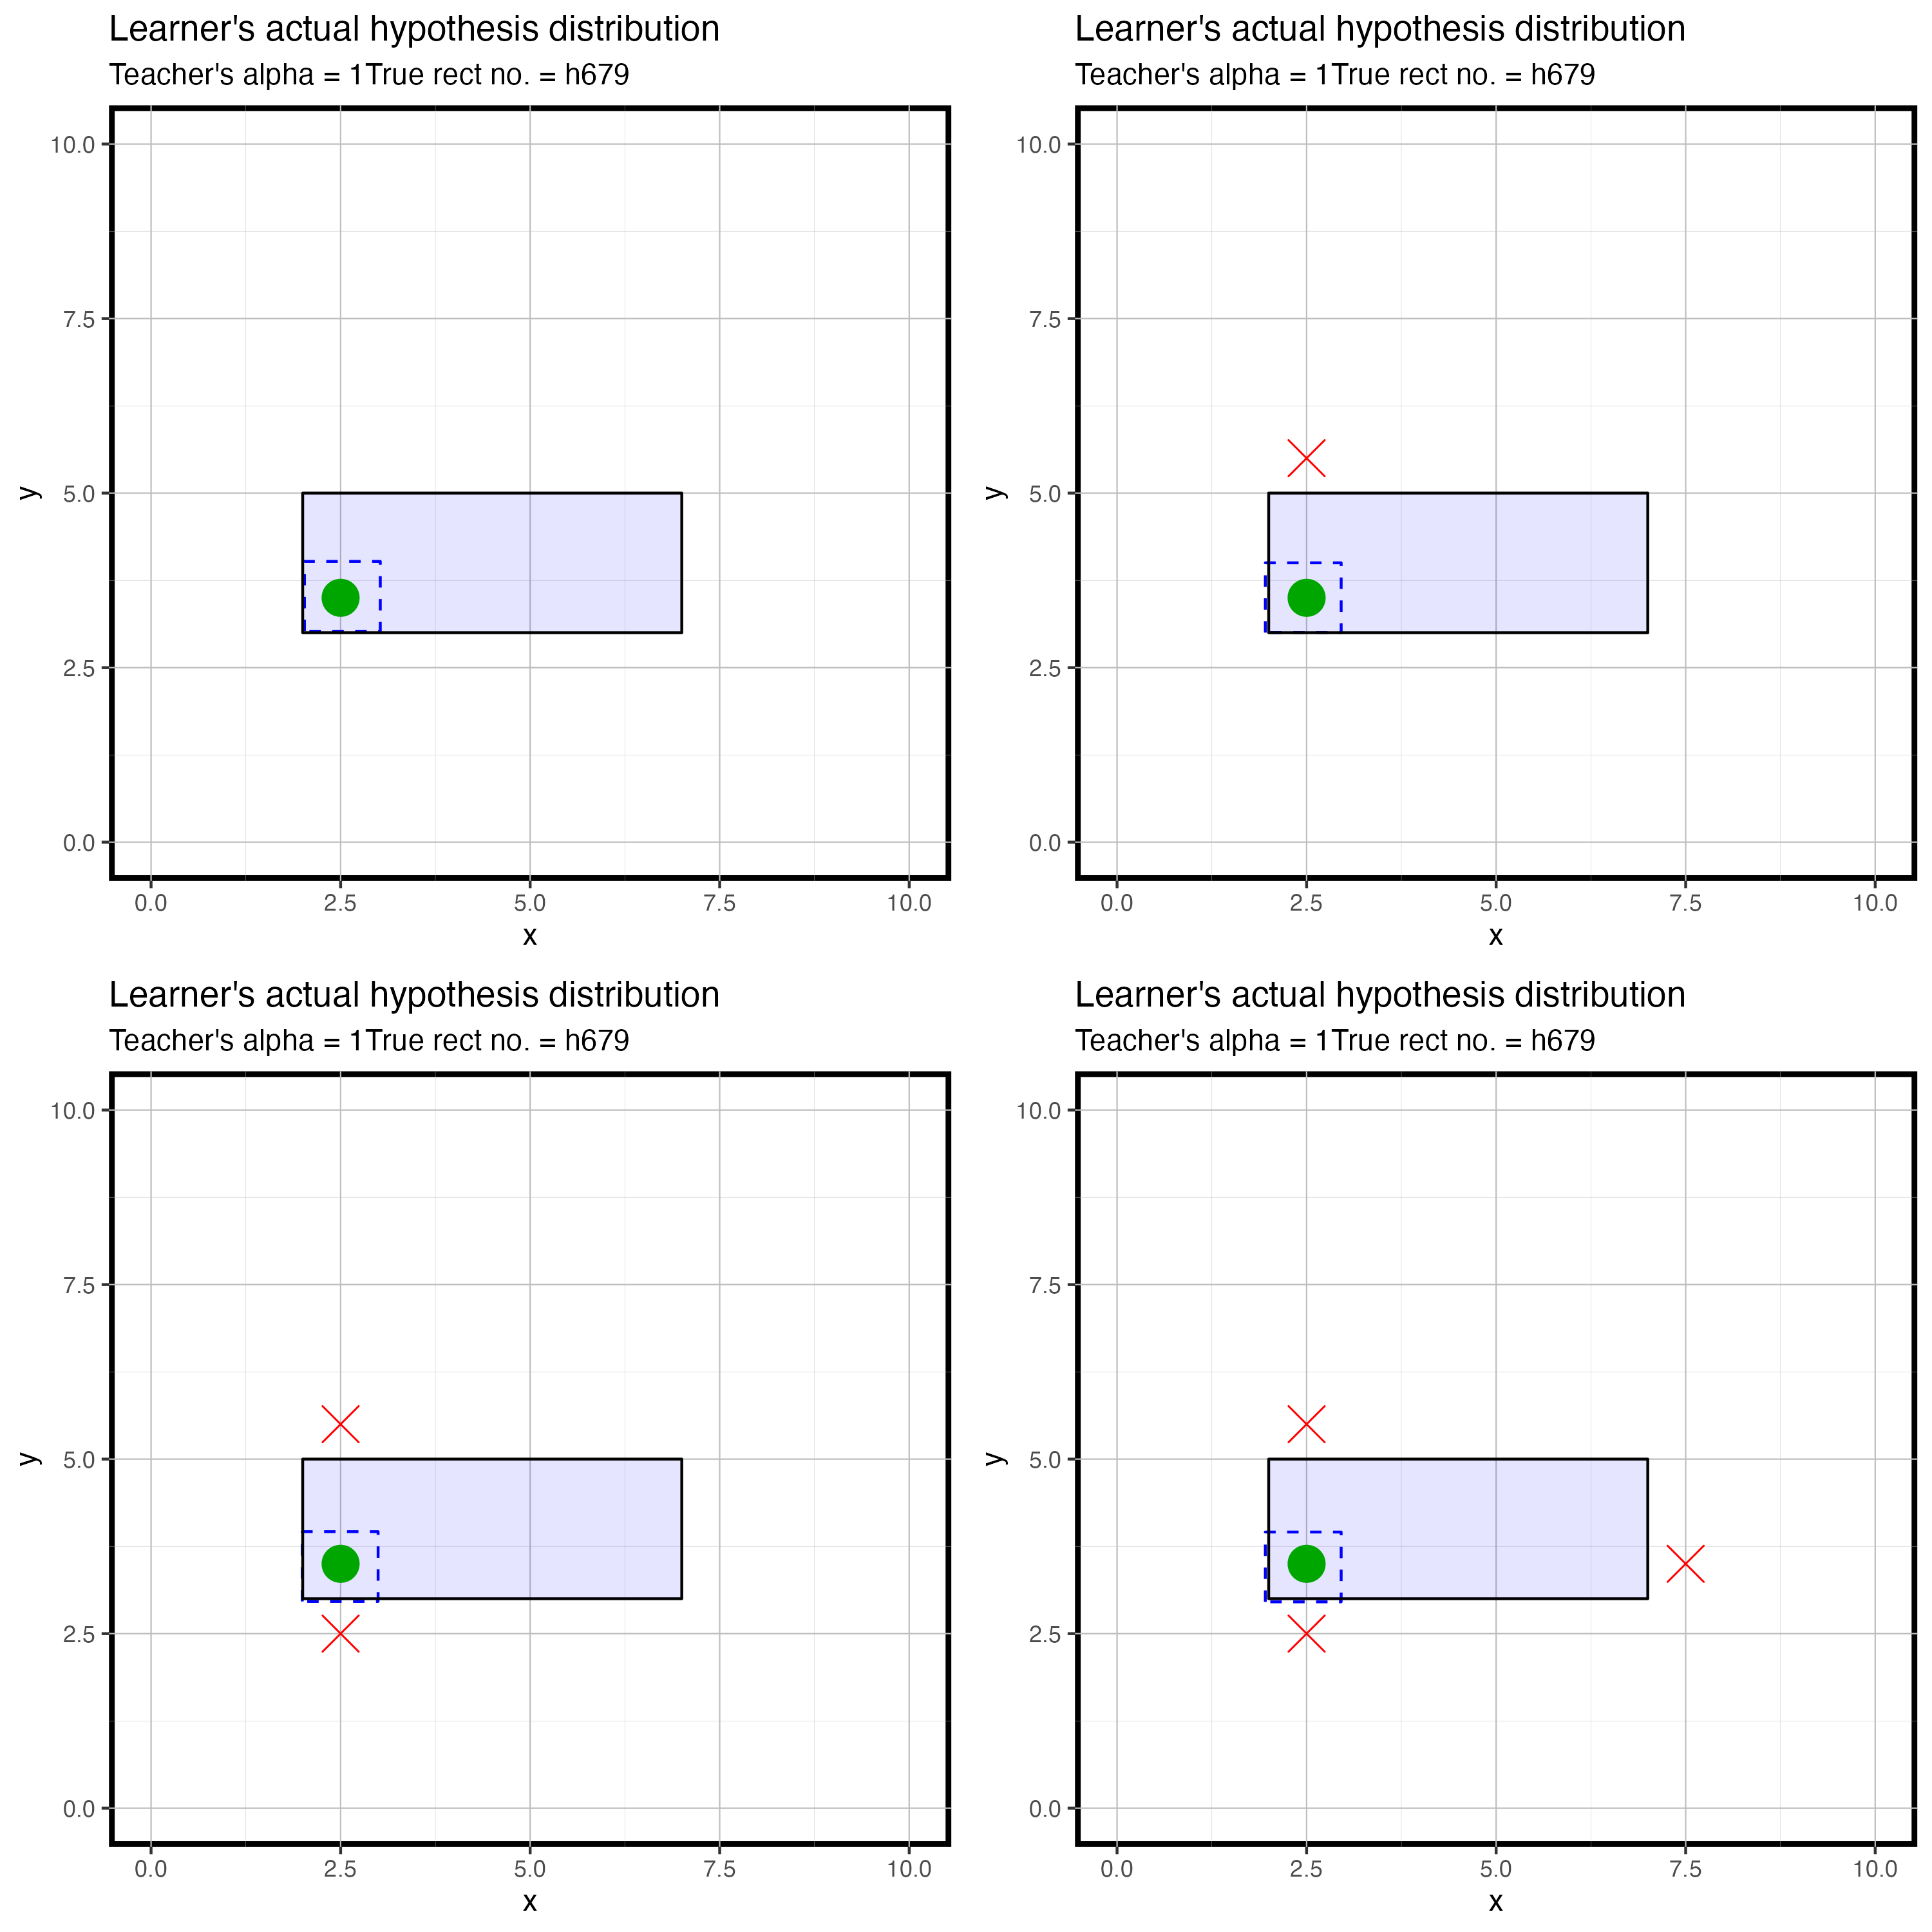 Learner's actual hypothesis distribution
Teacher's alpha = 1True rect no. = h679
10.0
7.5
5.0
2.5
0.0
y
0.0 2.5 5.0 7.5 10.0
x
Learner's actual hypothesis distribution
Teacher's alpha = 1True rect no. = h679
10.0
7.5
5.0
2.5
0.0
y
0.0 2.5 5.0 7.5 10.0
x
Learner's actual hypothesis distribution
Teacher's alpha = 1True rect no. = h679
10.0
7.5
5.0
2.5
0.0
y
0.0 2.5 5.0 7.5 10.0
x
Learner's actual hypothesis distribution
Teacher's alpha = 1True rect no. = h679
10.0
7.5
5.0
2.5
0.0
y
0.0 2.5 5.0 7.5 10.0
x